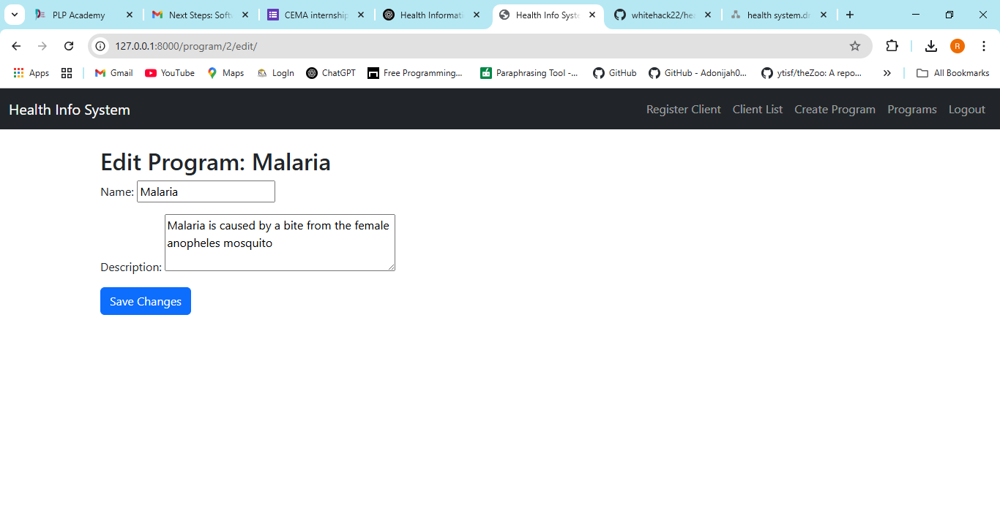 PLP Academy
Next Steps: Softw
CEMA internship
Health Informati
Health Info Syste
whitehack22/hea
health system.dr
127.0.0.1:8000/program/2/edit/
R
Apps
Gmail
YouTube
Maps
LogIn
ChatGPT
Free Programming...
Paraphrasing Tool -...
GitHub
GitHub - Adonijah0...
ytisf/theZoo: A repo...
All Bookmarks
Health Info System
Register Client
Client List
Create Program
Programs
Logout
Edit Program: Malaria
Name: Malaria
Malaria is caused by a bite from the female
anopheles mosquito
Description:
Save Changes